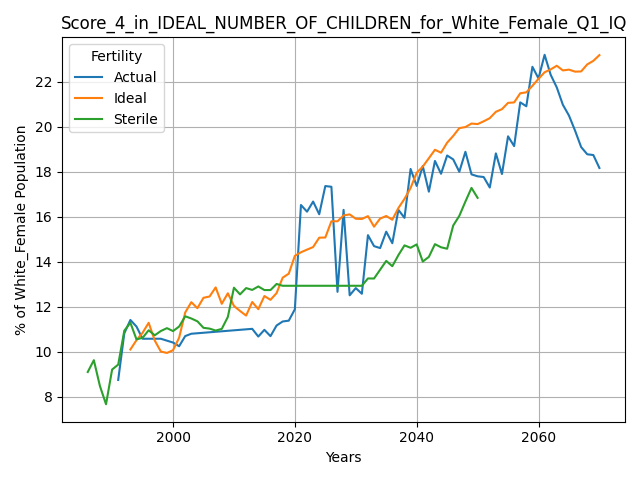 Score_4_in_IDEAL_NUMBER_OF_CHILDREN_for_White_Female_Q1_IQ
Fertility
Actual
Ideal
Sterile
% of White_Female Population
22
20
18
16
14
12
10
8
2000 2020 2040 2060
Years